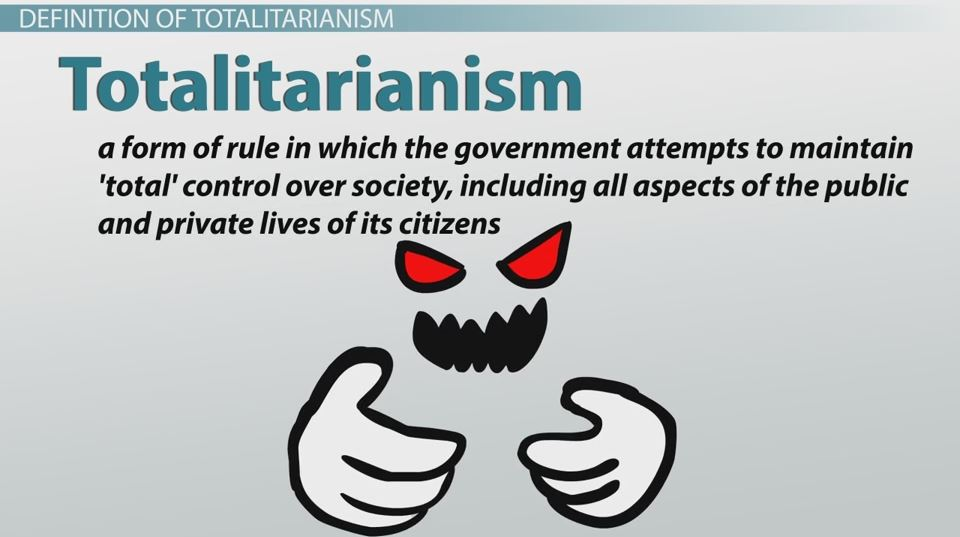 DEFINITION OF TOTALITARIANISM
Totalitarianism
a form of rule in which the government attempts to maintain
'total' control over society, including all aspects of the public
and private lives of its citizens